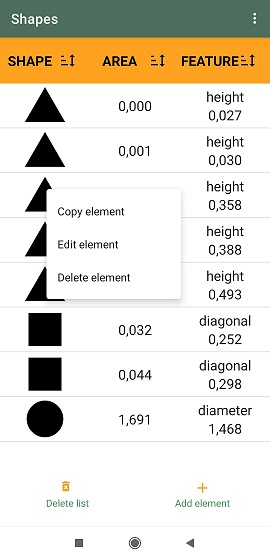 Shapes
SHAPE AREA FEATURE
height
0,000
0,027
height
0,001
0,030
height
0,358
Copy element
height
0,388
Edit element
height
0,493
Delete element
diagonal
0,032
0,252
diagonal
0,044
0,298
diameter
1,691
1,468
Delete list Add element